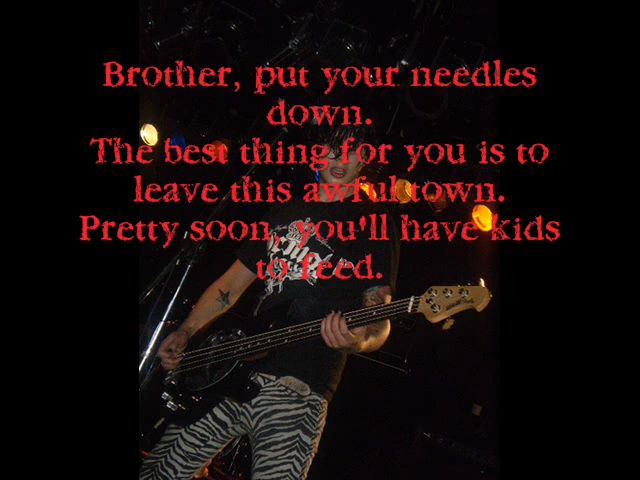 Brother, put your needles
down.
The best thing for you is to
leave this awful town.
Pretty soon, you'll have kids
to feed.